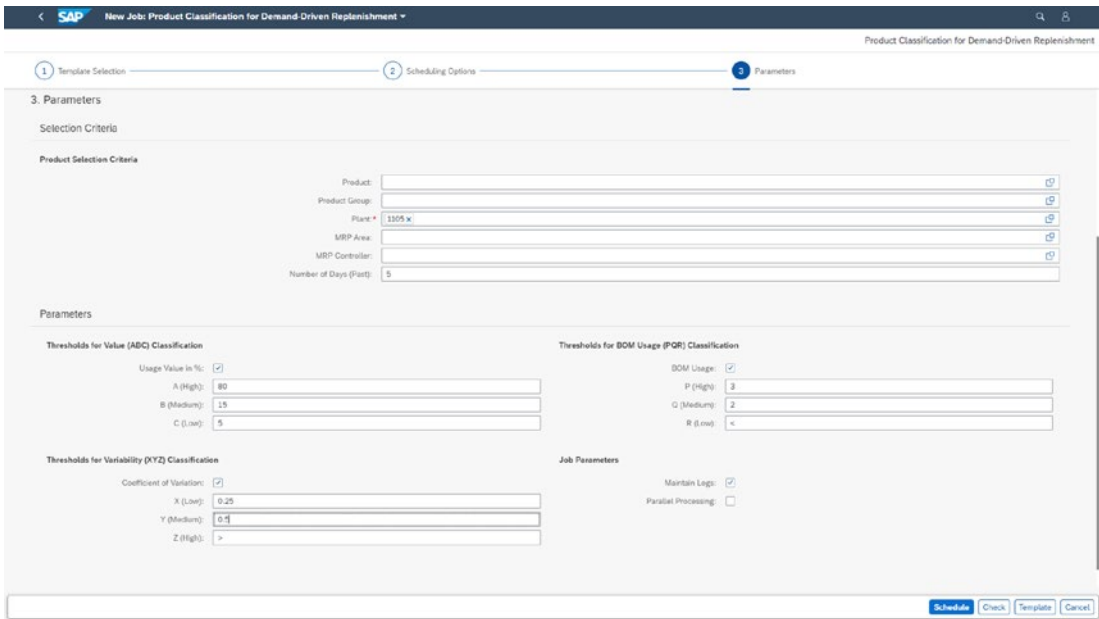 SAP New Job: Product Classification for Demand-Driven Replenishment
Product Classification for Demand-Driven Replenishment
1 Template Selection 2 Scheduling Options 3 Parameters
3. Parameters
Selection Criteria
Product Selection Criteria
Product:
Product Group:
Plant:* 1105 x
MRP Area:
MRP Controller:
Number of Days (Past): 5
Parameters
Thresholds for Value (ABC) Classification
Usage Value in %:
A (High): 80
B (Medium): 15
C (Low): 5
Thresholds for BOM Usage (PQR) Classification
BOM Usage:
P (High): 3
Q (Medium): 2
R (Low): <
Thresholds for Variability (XYZ) Classification
Coefficient of Variation:
X (Low): 0.25
Y (Medium): 0.5
Z (High): >
Job Parameters
Maintain Logs:
Parallel Processing:
Schedule Check Template Cancel